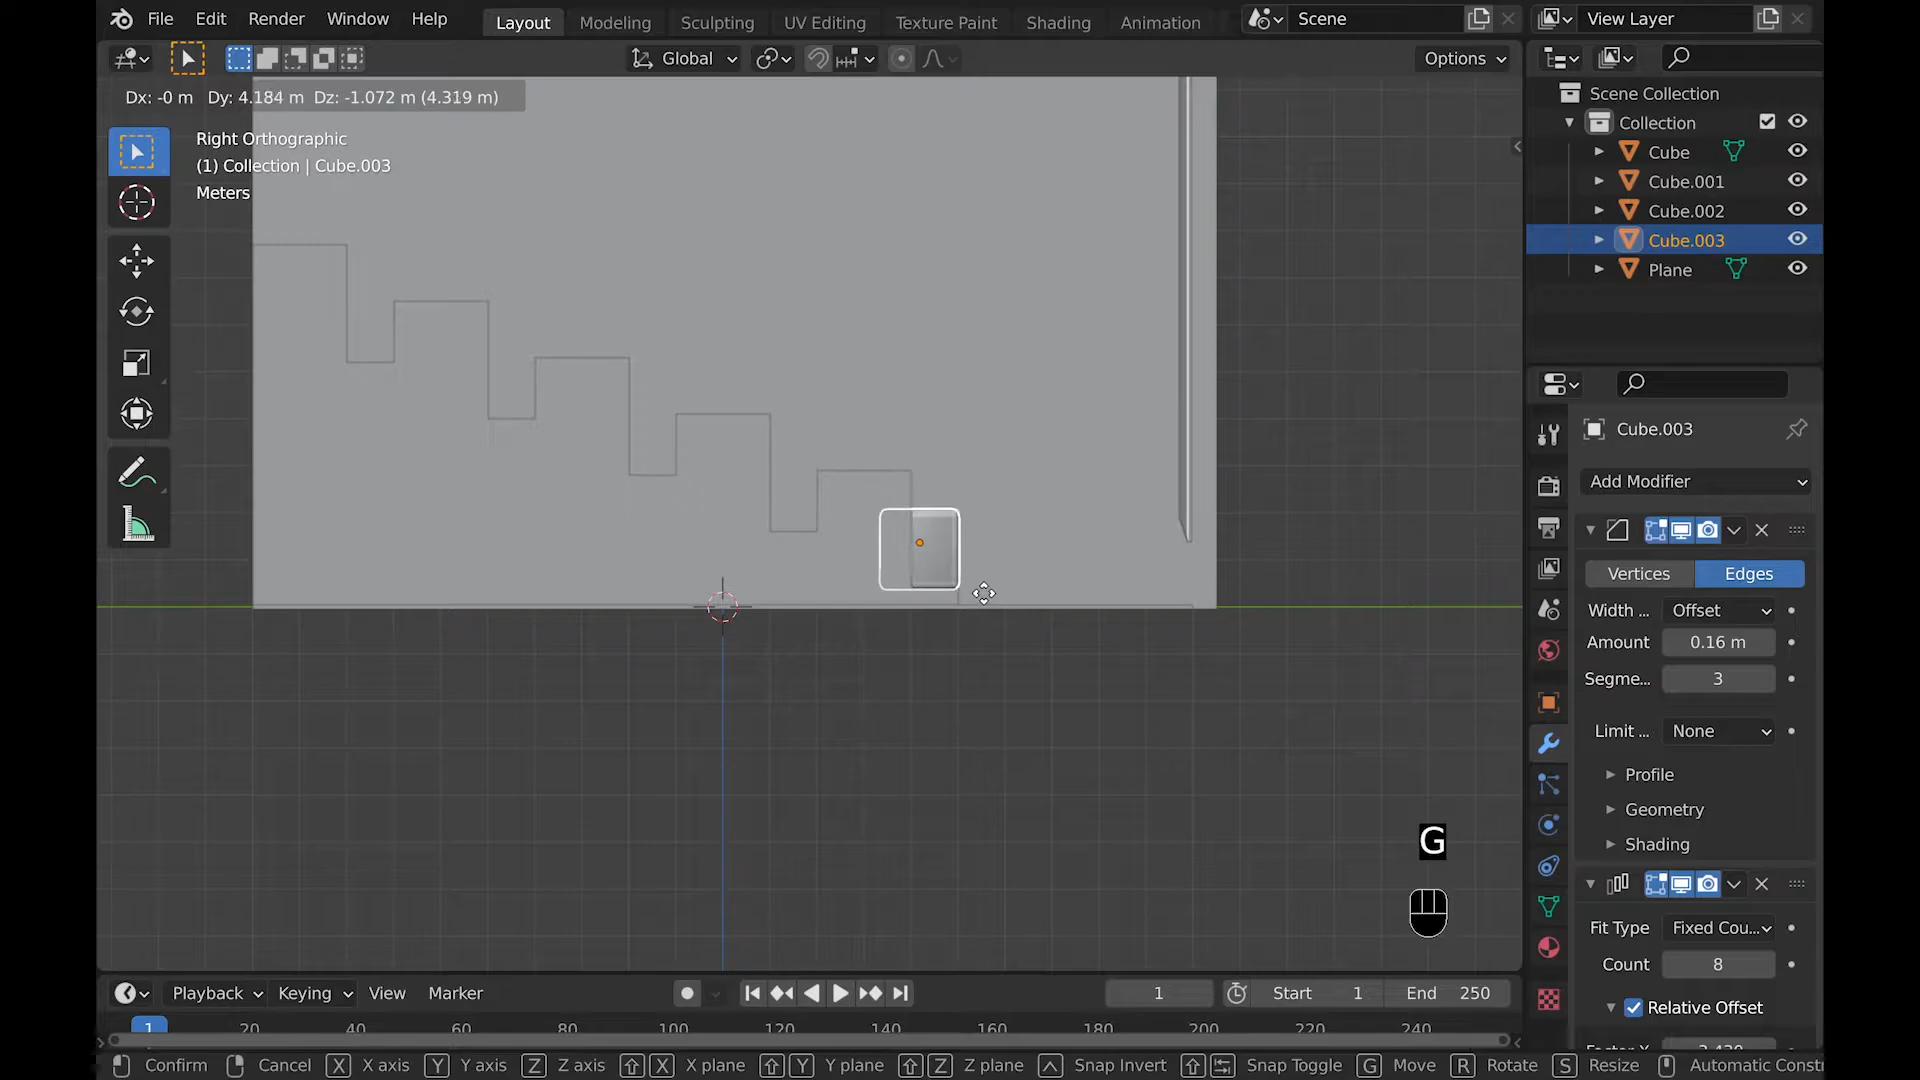 File Edit Render Window Help Layout Modeling Sculpting UV Editing Texture Paint Shading Animation Scene View Layer
Global Options
Dx: -0 m Dy: 4.184 m Dz: -1.072 m (4.319 m)
Right Orthographic
(1) Collection | Cube.003
Meters
Scene Collection
Collection
Cube
Cube.001
Cube.002
Cube.003
Plane
Cube.003
Add Modifier
Vertices Edges
Width ... Offset
Amount 0.16 m
Segme... 3
Limit ... None
Profile
Geometry
Shading
Fit Type Fixed Cou...
Count 8
Relative Offset
G
Playback Keying View Marker 1 Start 1 End 250
1 20 40 60 80 100 120 140 160 180 200 220 240
Confirm Cancel X X axis Y Y axis Z Z axis X X plane Y Y plane Z Z plane Snap Invert Snap Toggle G Move R Rotate S Resize Automatic Constr